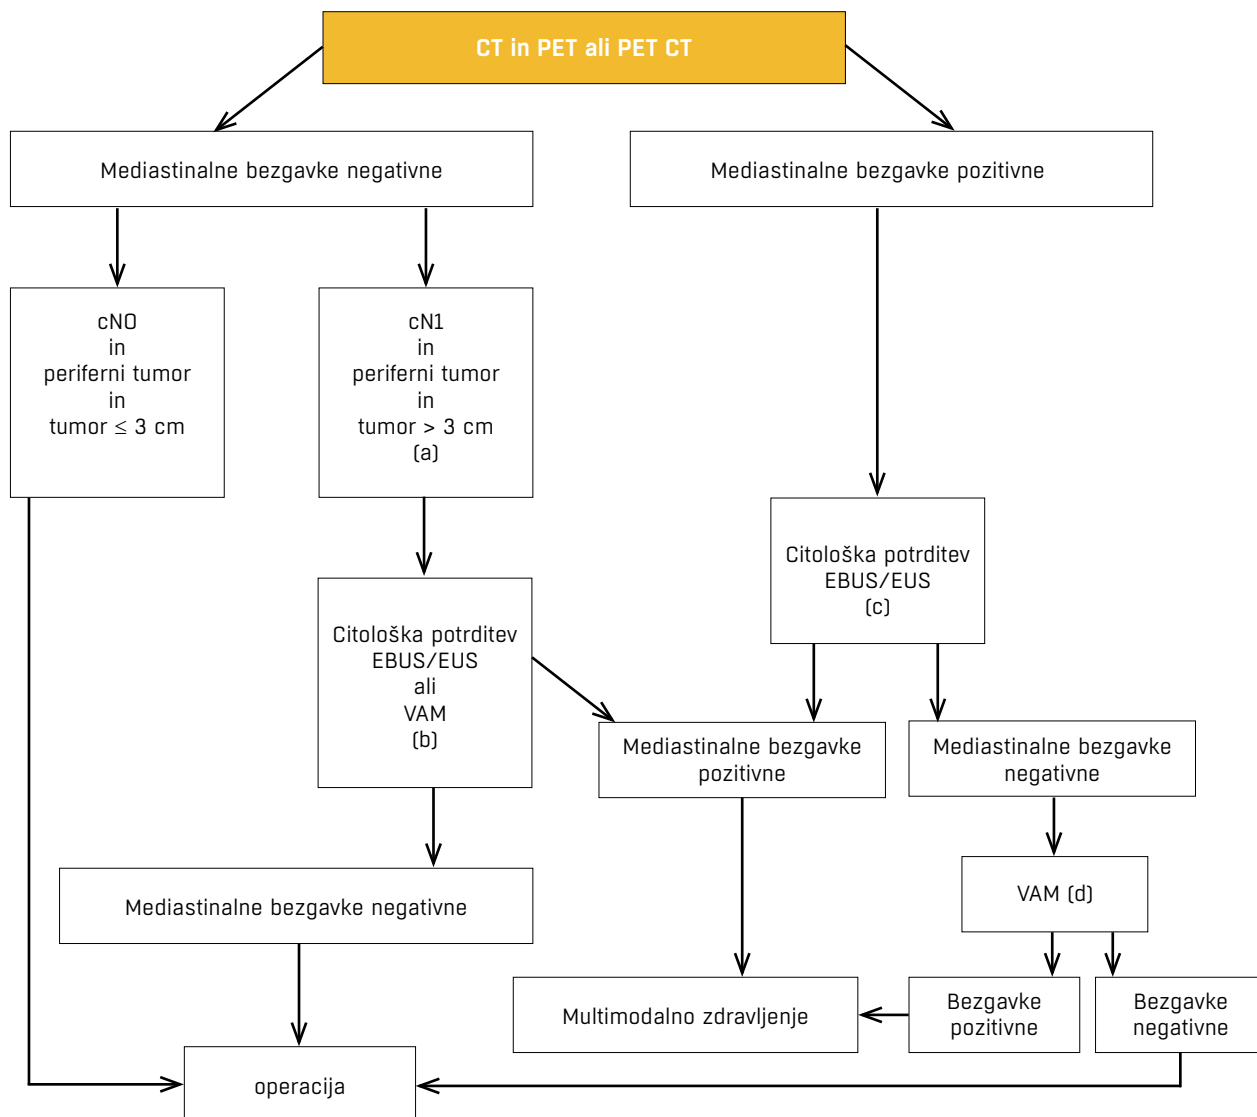 CT in PET ali PET CT
Mediastinalne bezgavke negativne
Mediastinalne bezgavke pozitivne
cN0
in
periferni tumor
in
tumor ≤ 3 cm
cN1
in
periferni tumor
in
tumor > 3 cm
(a)
Citološka potrditev
EBUS/EUS
(c)
Citološka potrditev
EBUS/EUS
ali
VAM
(b)
Mediastinalne bezgavke
pozitivne
Mediastinalne bezgavke
negativne
Mediastinalne bezgavke negativne
VAM (d)
Multimodalno zdravljenje
Bezgavke
pozitivne
Bezgavke
negativne
operacija